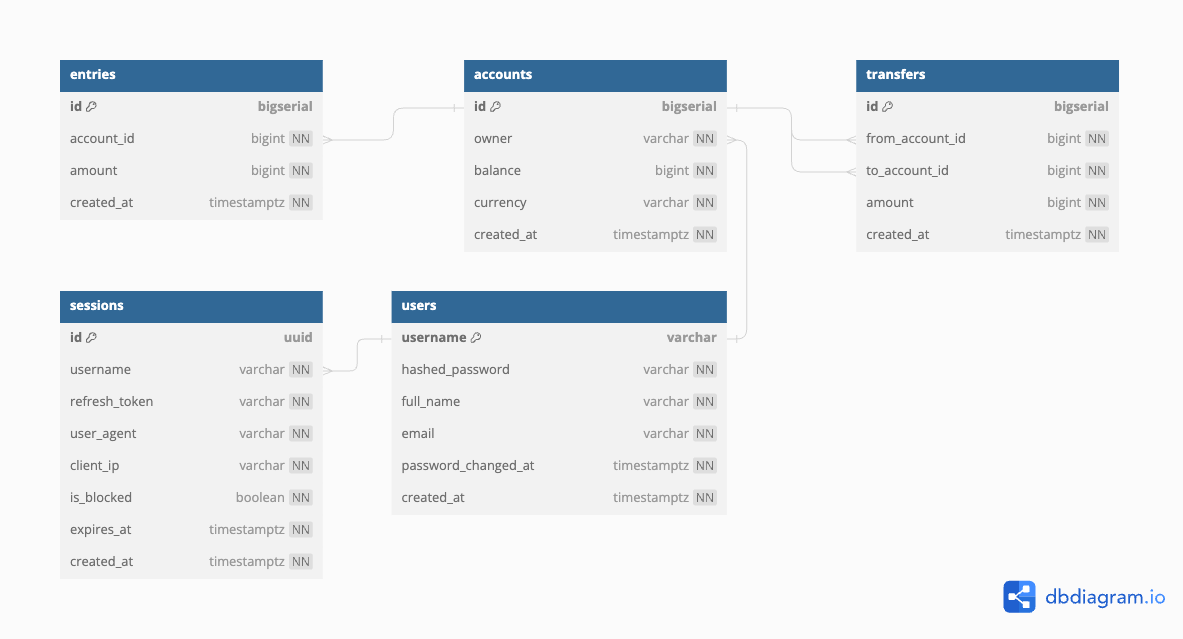 entries
id bigserial
account_id bigint NN
amount bigint NN
created_at timestamptz NN
accounts
id bigserial
owner varchar NN
balance bigint NN
currency varchar NN
created_at timestamptz NN
transfers
id bigserial
from_account_id bigint NN
to_account_id bigint NN
amount bigint NN
created_at timestamptz NN
sessions
id uuid
username varchar NN
refresh_token varchar NN
user_agent varchar NN
client_ip varchar NN
is_blocked boolean NN
expires_at timestamptz NN
created_at timestamptz NN
users
username varchar
hashed_password varchar NN
full_name varchar NN
email varchar NN
password_changed_at timestamptz NN
created_at timestamptz NN
dbdiagram.io